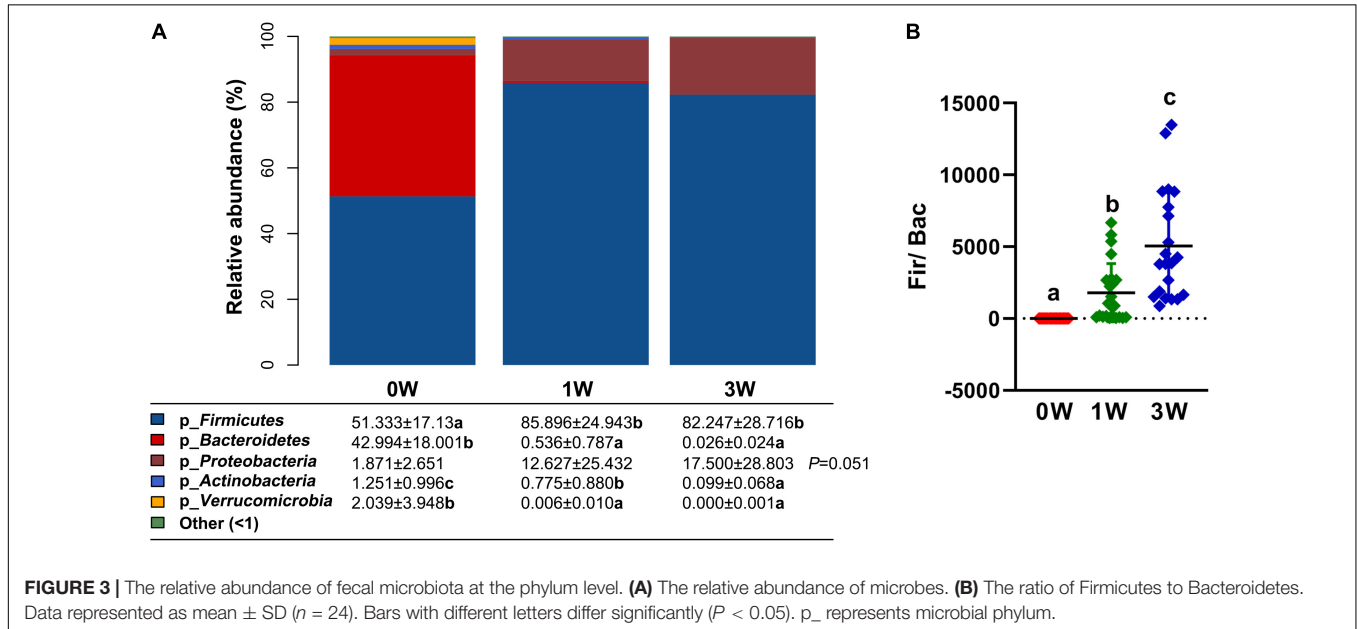 A
Relative abundance (%)
100
80
60
40
20
0
0W 1W 3W
p_Firmicutes 51.333±17.13a 85.896±24.943b 82.247±28.716b
p_Bacteroidetes 42.994±18.001b 0.536±0.787a 0.026±0.024a
p_Proteobacteria 1.871±2.651 12.627±25.432 17.500±28.803 P=0.051
p_Actinobacteria 1.251±0.996c 0.775±0.880b 0.099±0.068a
p_Verrucomicrobia 2.039±3.948b 0.006±0.010a 0.000±0.001a
Other (<1)
B
Fir/ Bac
15000
10000
5000
0
-5000
a
b
c
0W 1W 3W
FIGURE 3 | The relative abundance of fecal microbiota at the phylum level. (A) The relative abundance of microbes. (B) The ratio of Firmicutes to Bacteroidetes.
Data represented as mean ± SD (n = 24). Bars with different letters differ significantly (P < 0.05). p_ represents microbial phylum.